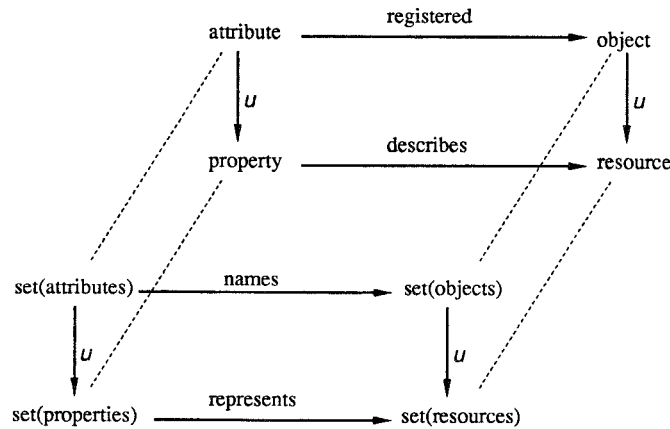 registered
attribute
object
u
u
describes
property
resource
names
set(attributes)
set(objects)
u
u
represents
set(properties)
set(resources)